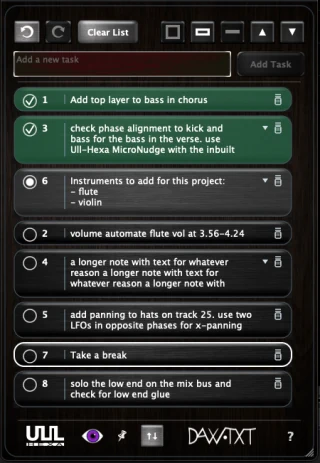 Clear List
Add a new task
Add Task
1 Add top layer to bass in chorus
3 check phase alignment to kick and
bass for the bass in the verse. use
Ull-Hexa MicroNudge with the inbuilt
6 Instruments to add for this project:
- flute
- violin
2 volume automate flute vol at 3.56-4.24
4 a longer note with text for whatever
reason a longer note with text for
whatever reason a longer note with
5 add panning to hats on track 25. use two
LFOs in opposite phases for x-panning
7 Take a break
8 solo the low end on the mix bus and
check for low end glue
ULL
HEXA
DAW.TXT
?